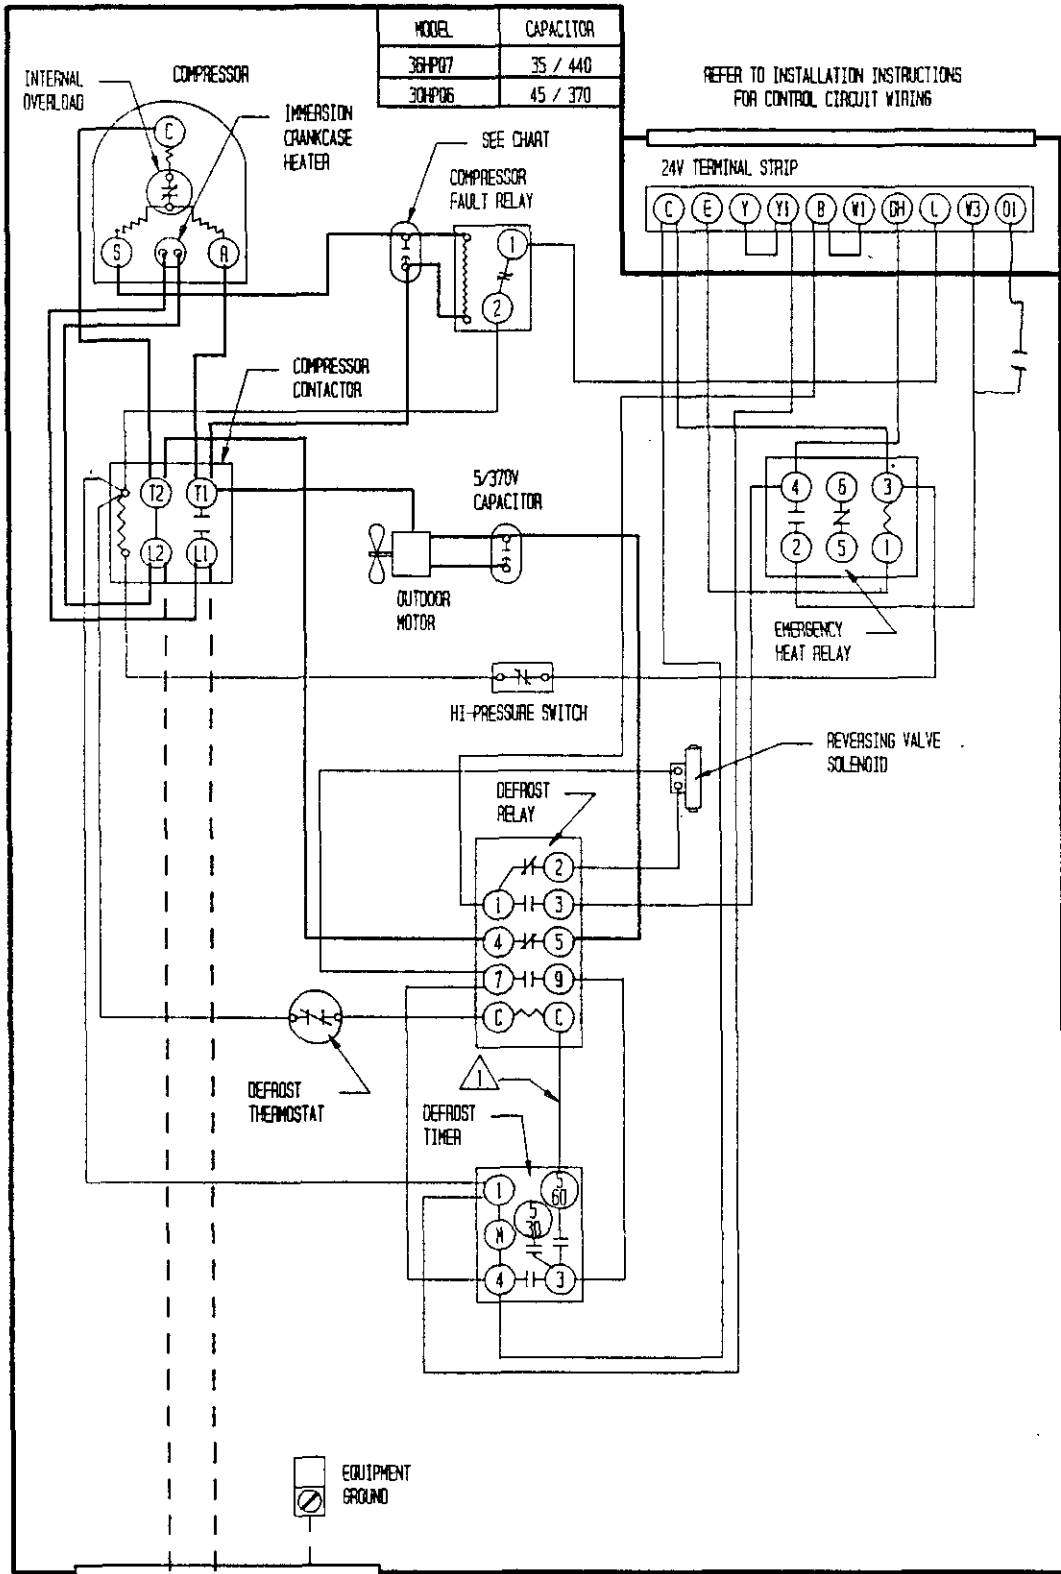 MODEL CAPACITOR
36HP07 35 / 440
30HP06 45 / 370
INTERNAL
OVERLOAD
COMPRESSOR
IMMERSION
CRANKCASE
HEATER
SEE CHART
COMPRESSOR
FAULT RELAY
REFER TO INSTALLATION INSTRUCTIONS
FOR CONTROL CIRCUIT WIRING
24V TERMINAL STRIP
C E Y Y1 B W1 DH L W3 O1
C
S R
1
2
COMPRESSOR
CONTACTOR
T2 T1
L2 L1
5/370V
CAPACITOR
OUTDOOR
MOTOR
4 6 3
2 5 1
EMERGENCY
HEAT RELAY
HI-PRESSURE SWITCH
REVERSING VALVE
SOLENOID
DEFROST
RELAY
2
1 3
4 5
7 9
C C
DEFROST
THERMOSTAT
1
DEFROST
TIMER
1
5
60
5
30
M
4 3
EQUIPMENT
GROUND